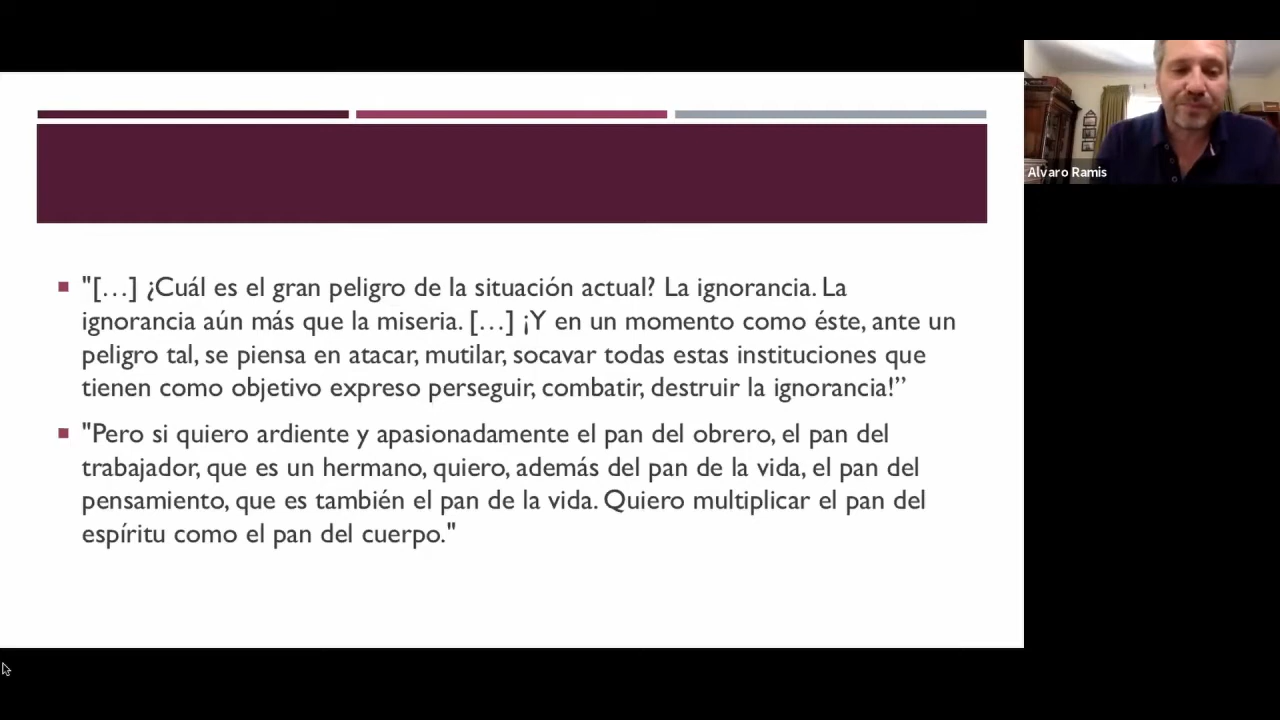 "[…] ¿Cuál es el gran peligro de la situación actual? La ignorancia. La
ignorancia aún más que la miseria. […] ¡Y en un momento como éste, ante un
peligro tal, se piensa en atacar, mutilar, socavar todas estas instituciones que
tienen como objetivo expreso perseguir, combatir, destruir la ignorancia!”
"Pero si quiero ardiente y apasionadamente el pan del obrero, el pan del
trabajador, que es un hermano, quiero, además del pan de la vida, el pan del
pensamiento, que es también el pan de la vida. Quiero multiplicar el pan del
espíritu como el pan del cuerpo."
Alvaro Ramis